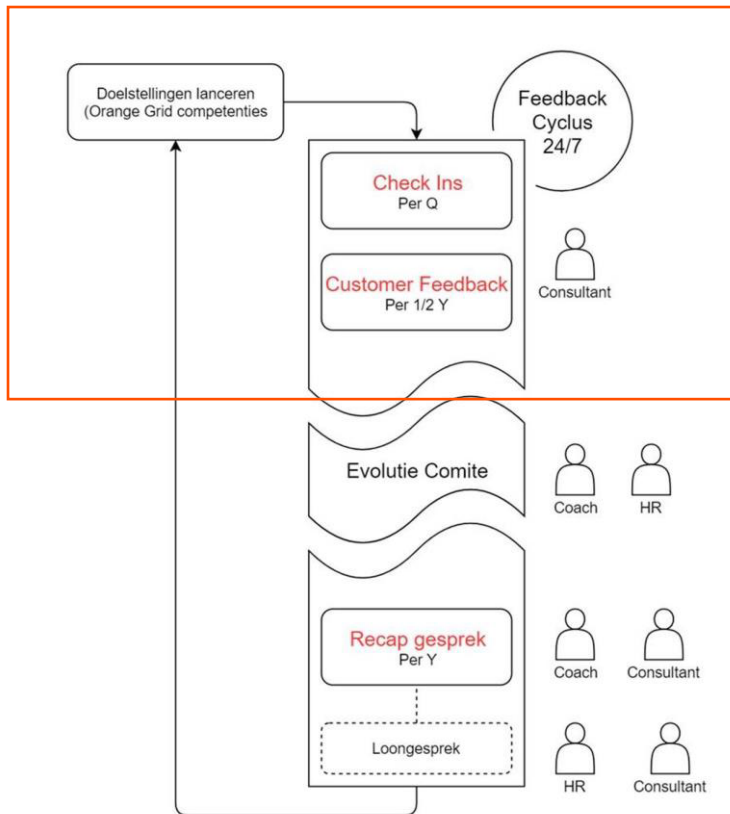 Doelstellingen lanceren
(Orange Grid competenties
Feedback
Cyclus
24/7
Check Ins
Per Q
Customer Feedback
Per 1/2 Y
Consultant
Evolutie Comite
Coach
HR
Recap gesprek
Per Y
Coach
Consultant
Loongesprek
HR
Consultant